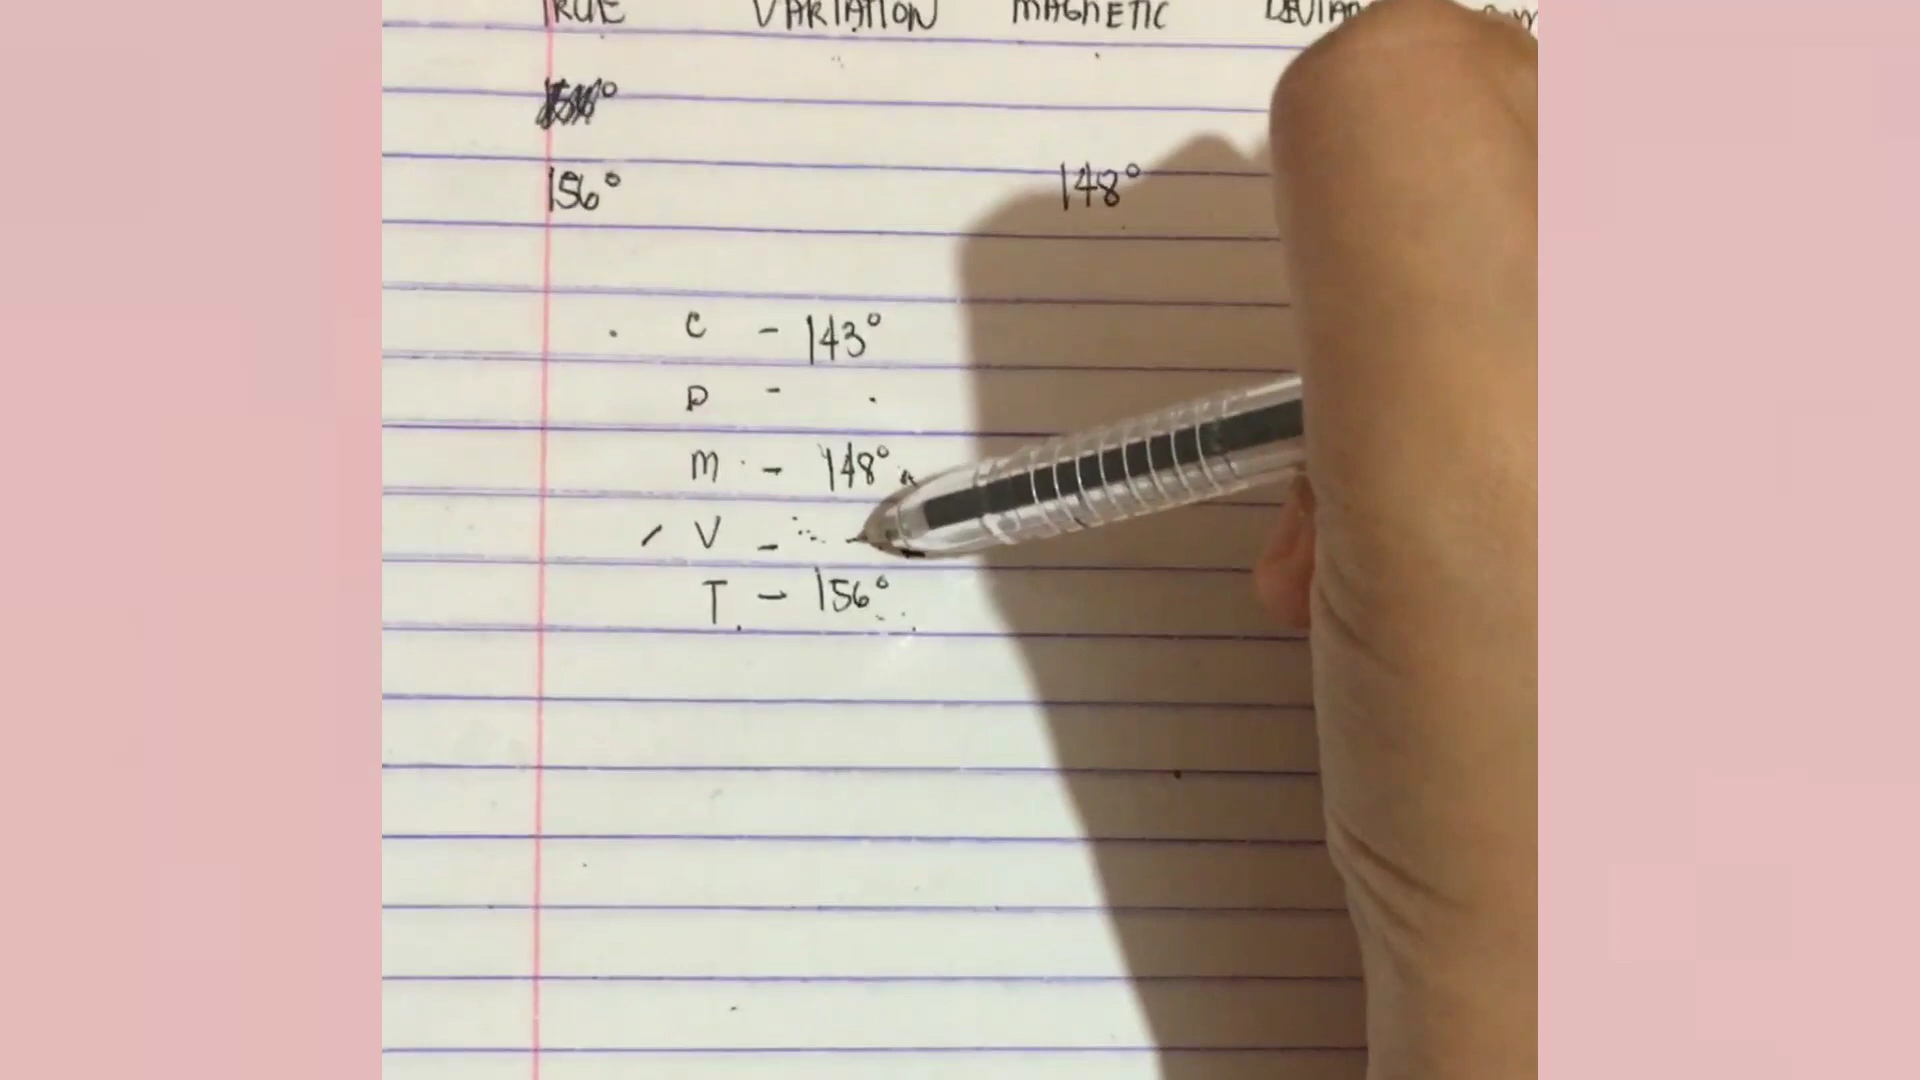 TRUE VARIATION MAGNETIC
156° 148°
C - 143°
D -
M - 148°
V -
T - 156°